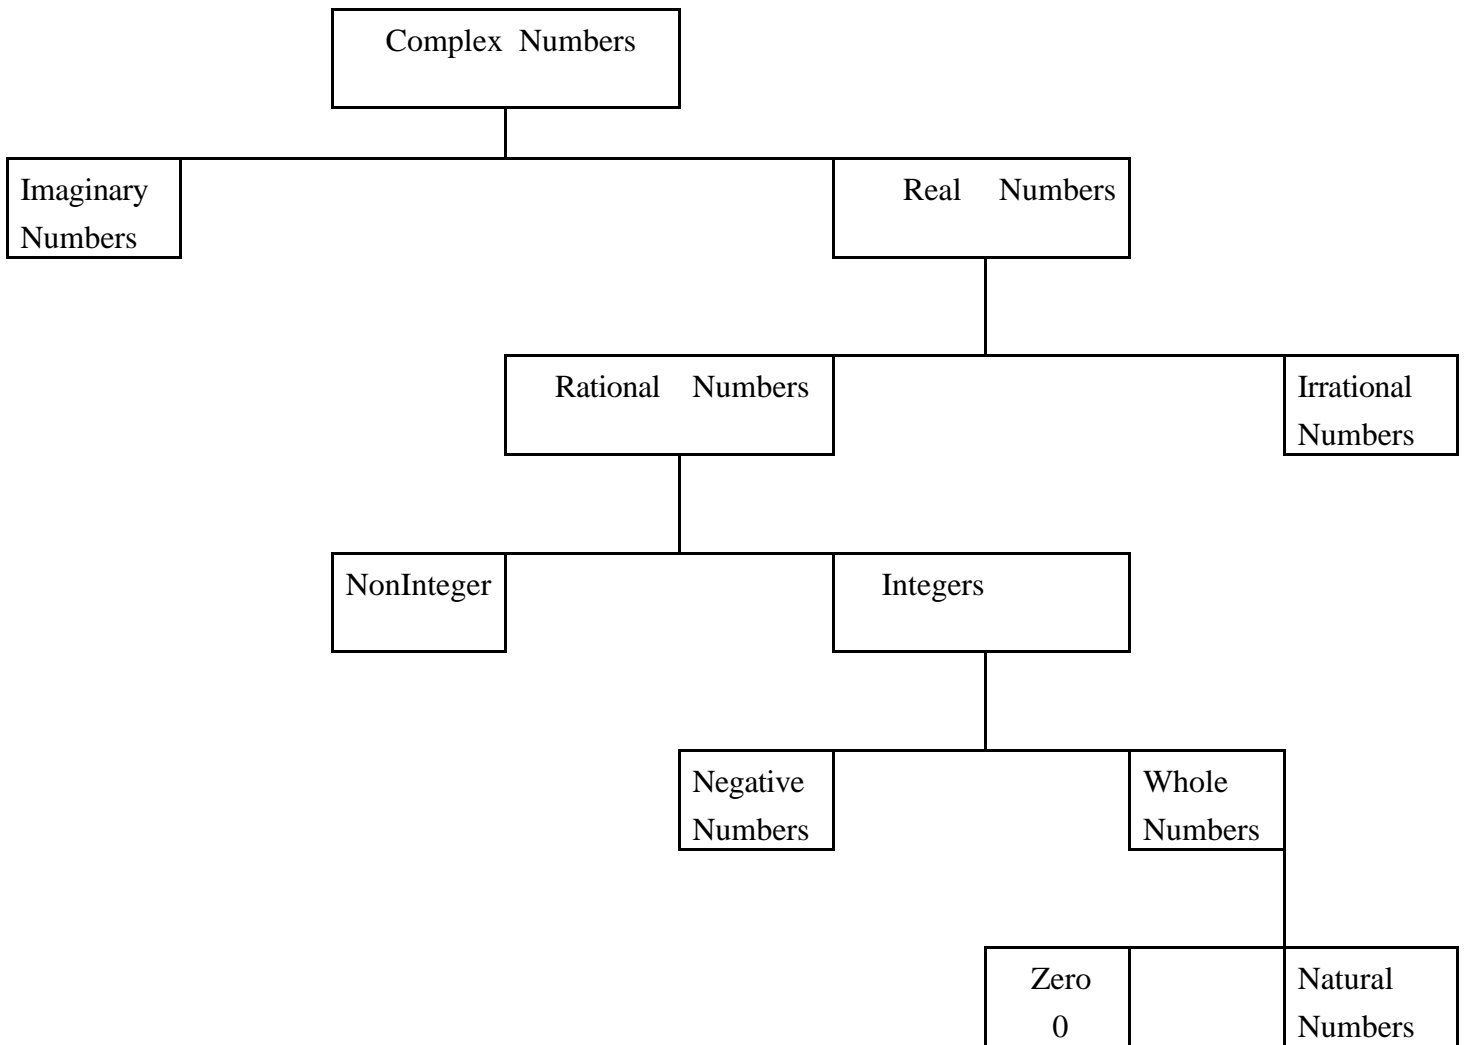 Complex Numbers
Imaginary
Numbers
Real Numbers
Rational Numbers
Irrational
Numbers
NonInteger
Integers
Negative
Numbers
Whole
Numbers
Zero
0
Natural
Numbers